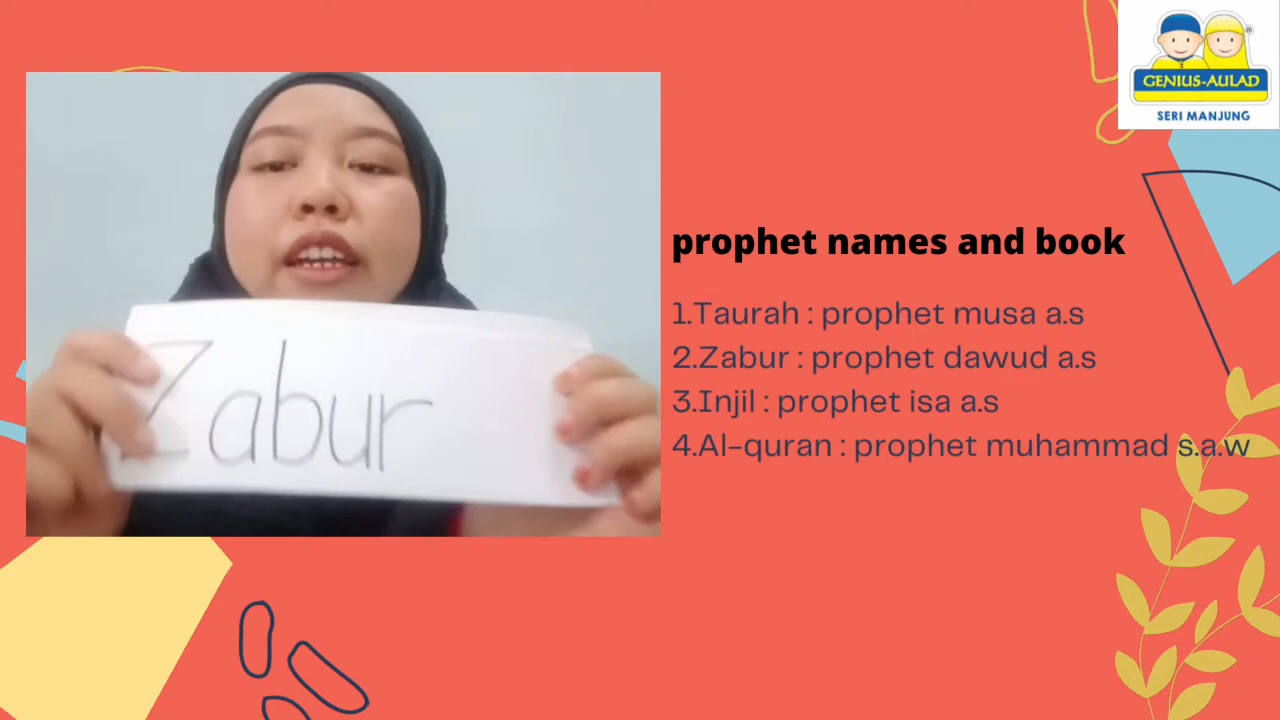 GENIUS-AULAD
SERI MANJUNG
Zabur
prophet names and book
1.Taurah : prophet musa a.s
2.Zabur : prophet dawud a.s
3.Injil : prophet isa a.s
4.Al-quran : prophet muhammad s.a.w